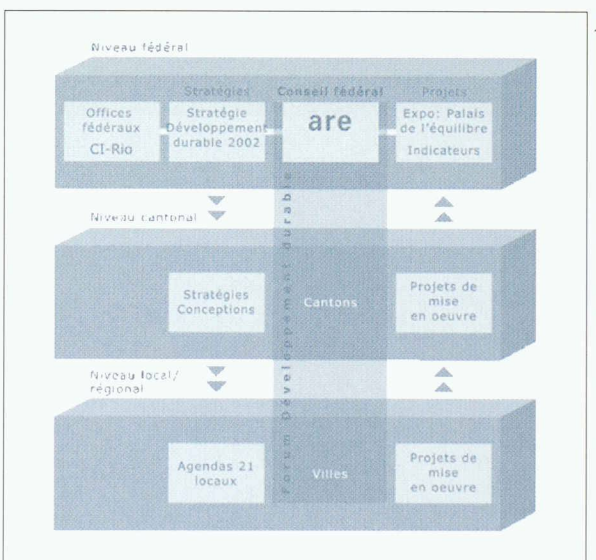 Niveau fédéral
Stratégies
Conseil fédéral
Projets
Offices
fédéraux
CI-Rio
Stratégie
Développement
durable 2002
are
Expo: Palais
de l'équilibre
Indicateurs
Niveau cantonal
Stratégies
Conceptions
Cantons
Projets de
mise
en oeuvre
Forum Développement durable
Niveau local/
régional
Agendas 21
locaux
Villes
Projets de
mise
en oeuvre